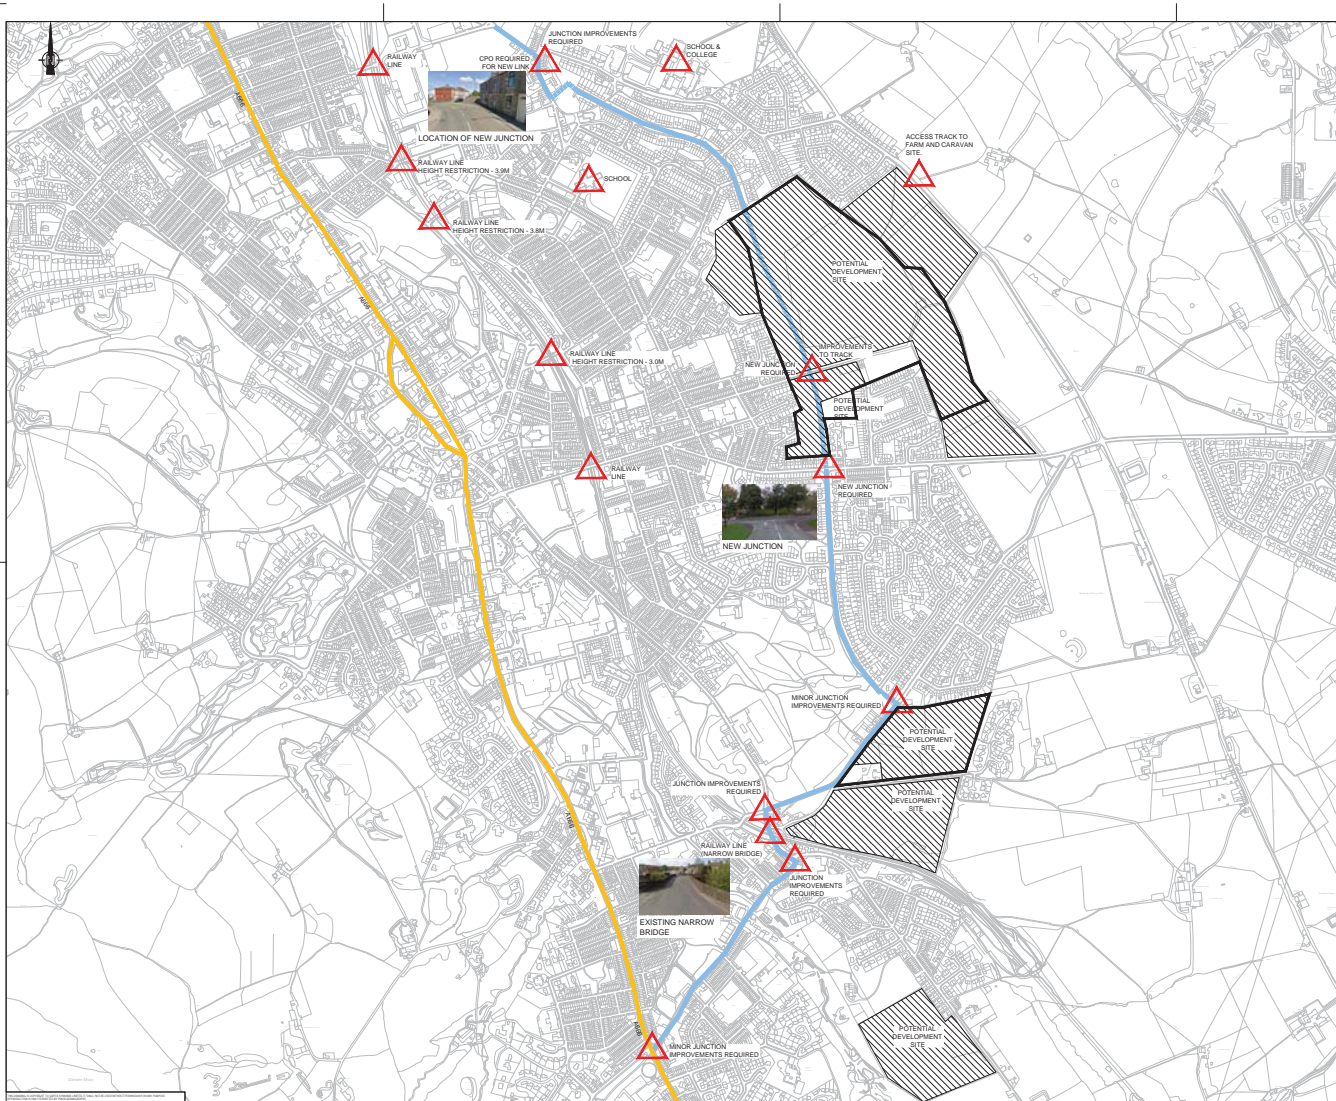 JUNCTION IMPROVEMENTS
REQUIRED
SCHOOL &
COLLEGE
RAILWAY
LINE
CPO REQUIRED
FOR NEW LINK
A666
LOCATION OF NEW JUNCTION
ACCESS TRACK TO
FARM AND CARAVAN
SITE.
RAILWAY LINE
HEIGHT RESTRICTION - 3.9M
SCHOOL
RAILWAY LINE
HEIGHT RESTRICTION - 3.8M
POTENTIAL
DEVELOPMENT
SITE
A666
IMPROVEMENTS
TO TRACK
RAILWAY LINE
HEIGHT RESTRICTION - 3.0M
NEW JUNCTION
REQUIRED
POTENTIAL
DEVELOPMENT
SITE
RAILWAY
LINE
NEW JUNCTION
REQUIRED
NEW JUNCTION
MINOR JUNCTION
IMPROVEMENTS REQUIRED
POTENTIAL
DEVELOPMENT
SITE
JUNCTION IMPROVEMENTS
REQUIRED
POTENTIAL
DEVELOPMENT
SITE
A666
RAILWAY LINE
(NARROW BRIDGE)
JUNCTION
IMPROVEMENTS
REQUIRED
EXISTING NARROW
BRIDGE
A666
POTENTIAL
DEVELOPMENT
SITE
MINOR JUNCTION
IMPROVEMENTS REQUIRED